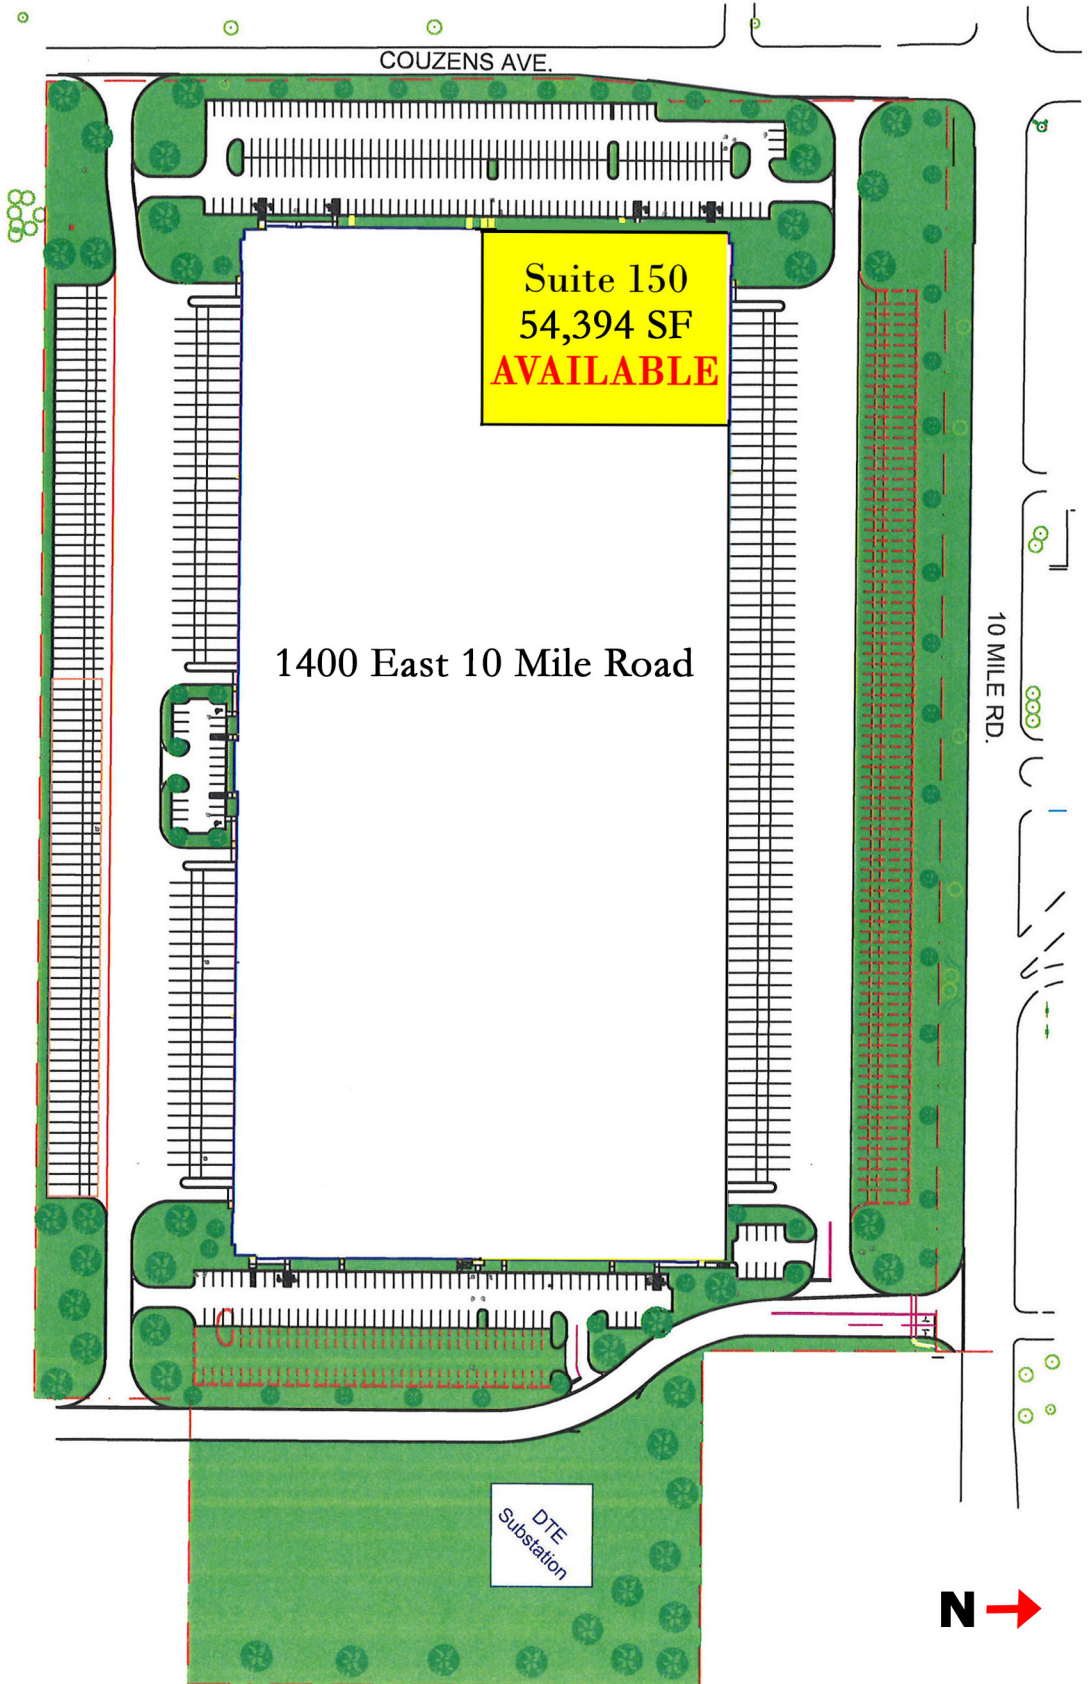 COUZENS AVE.
Suite 150
54,394 SF
AVAILABLE
1400 East 10 Mile Road
10 MILE RD.
DTE
Substation
N